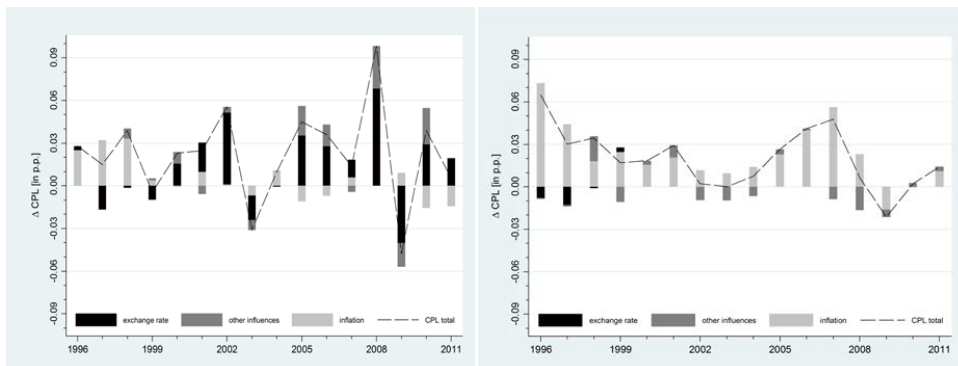 Δ CPL [in p.p.]
0.09
0.06
0.03
0.00
-0.03
-0.06
-0.09
exchange rate other influences inflation CPL total
1996 1999 2002 2005 2008 2011
Δ CPL [in p.p.]
0.09
0.06
0.03
0.00
-0.03
-0.06
-0.09
exchange rate other influences inflation CPL total
1996 1999 2002 2005 2008 2011